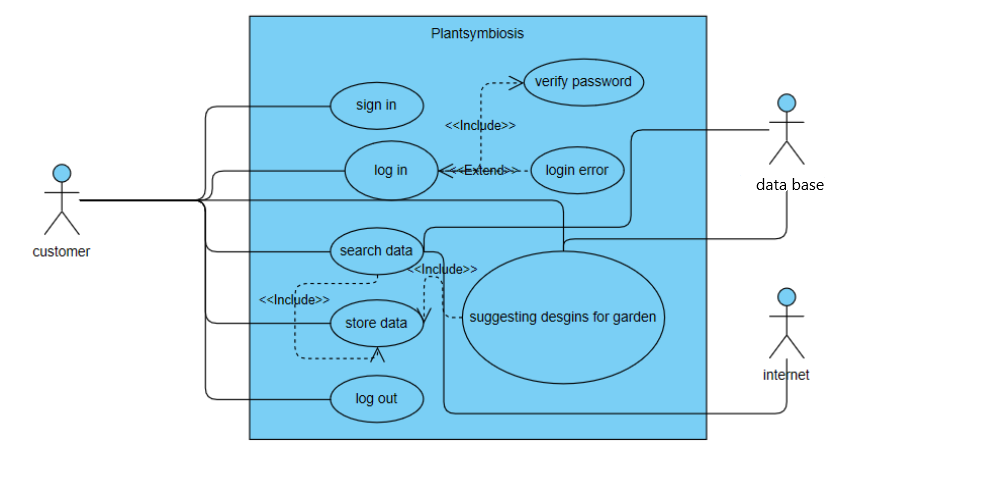 Plantsymbiosis
verify password
sign in
<<Include>>
log in
<<Extend>>
login error
data base
customer
search data
<<Include>>
<<Include>>
store data
suggesting desgins for garden
internet
log out